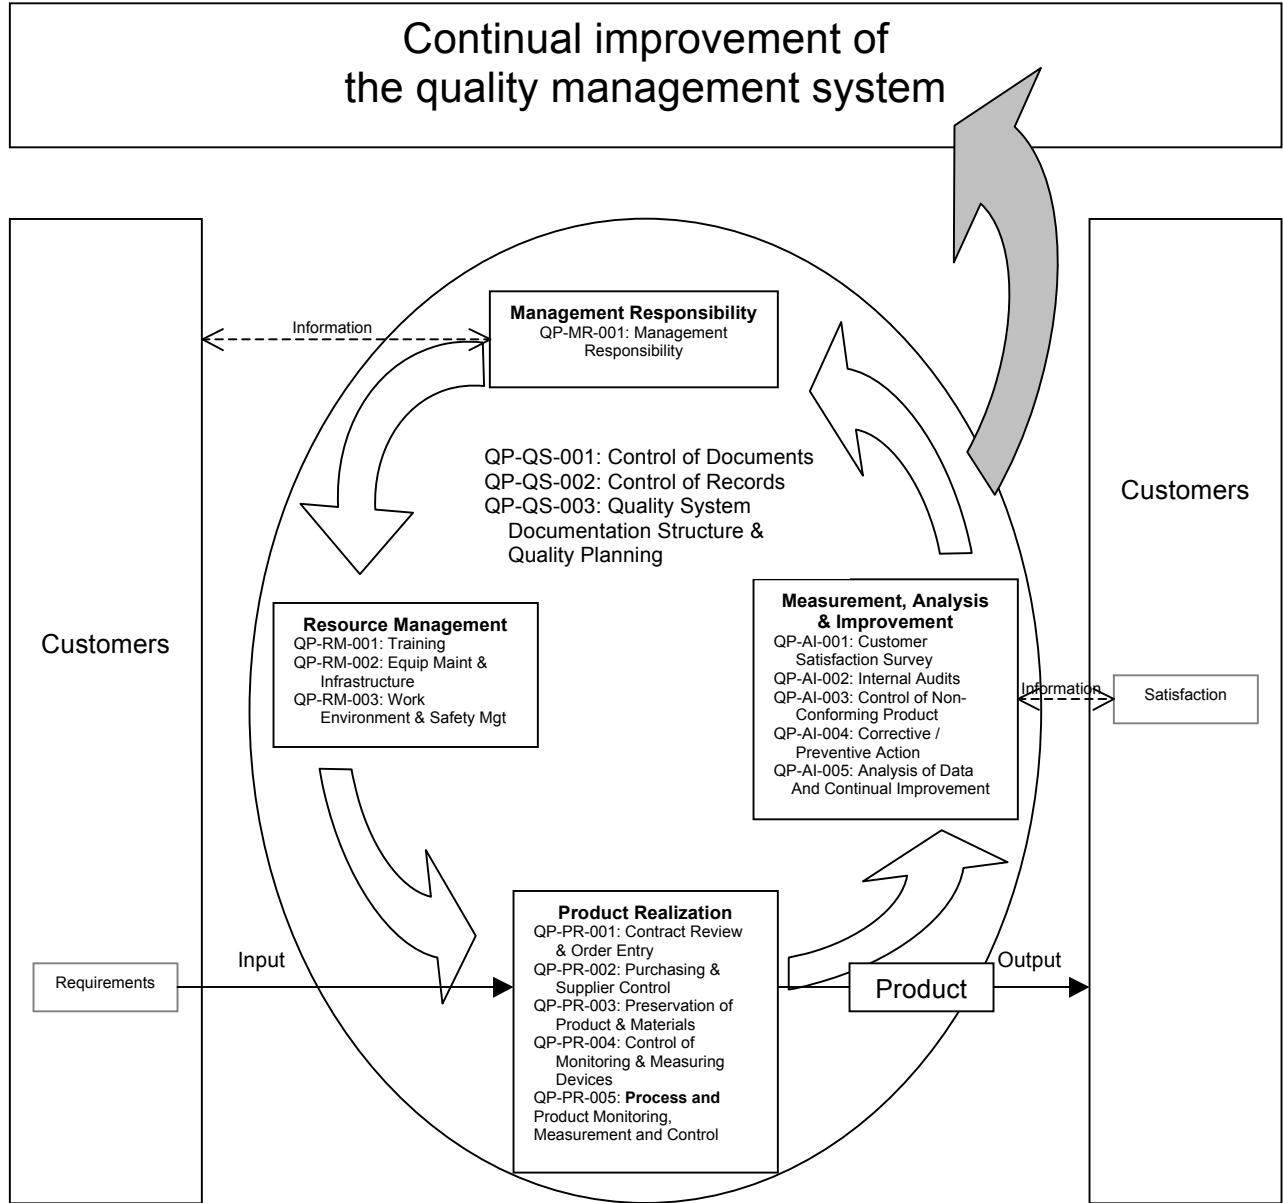 Continual improvement of
the quality management system
Information
Management Responsibility
QP-MR-001: Management
Responsibility
QP-QS-001: Control of Documents
QP-QS-002: Control of Records
QP-QS-003: Quality System
Documentation Structure &
Quality Planning
Customers
Resource Management
QP-RM-001: Training
QP-RM-002: Equip Maint &
Infrastructure
QP-RM-003: Work
Environment & Safety Mgt
Measurement, Analysis
& Improvement
QP-AI-001: Customer
Satisfaction Survey
QP-AI-002: Internal Audits
QP-AI-003: Control of Non-
Conforming Product
QP-AI-004: Corrective /
Preventive Action
QP-AI-005: Analysis of Data
And Continual Improvement
Information
Customers
Satisfaction
Requirements
Input
Product Realization
QP-PR-001: Contract Review
& Order Entry
QP-PR-002: Purchasing &
Supplier Control
QP-PR-003: Preservation of
Product & Materials
QP-PR-004: Control of
Monitoring & Measuring
Devices
QP-PR-005: Process and
Product Monitoring,
Measurement and Control
Product
Output